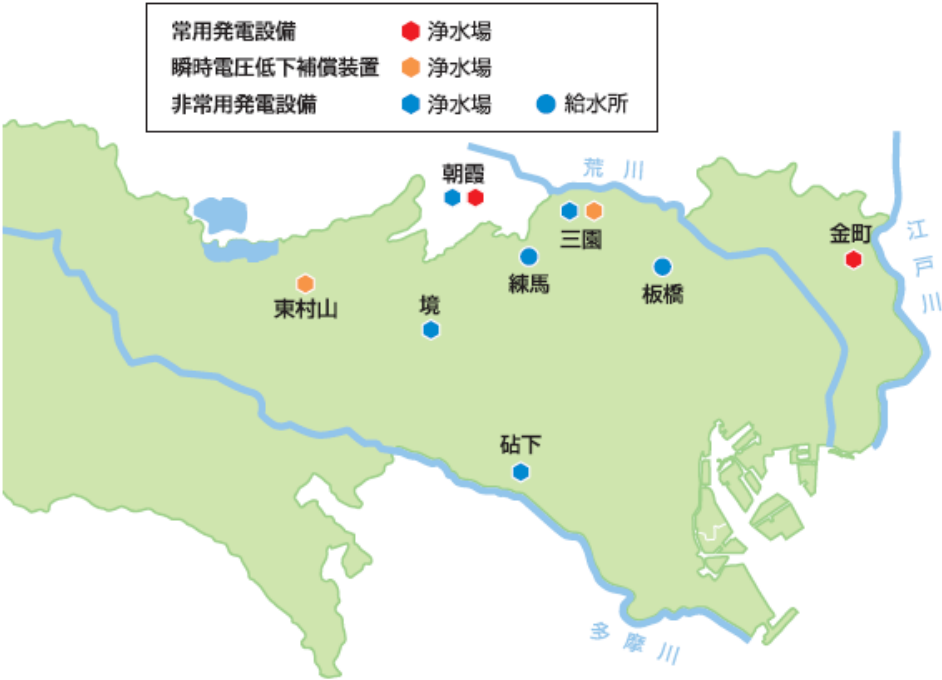 常用発電設備 浄水場
瞬時電圧低下補償装置 浄水場
非常用発電設備 浄水場 給水所
朝霞
荒川
三園
金町
江戸川
練馬
板橋
東村山
境
砧下
多摩川